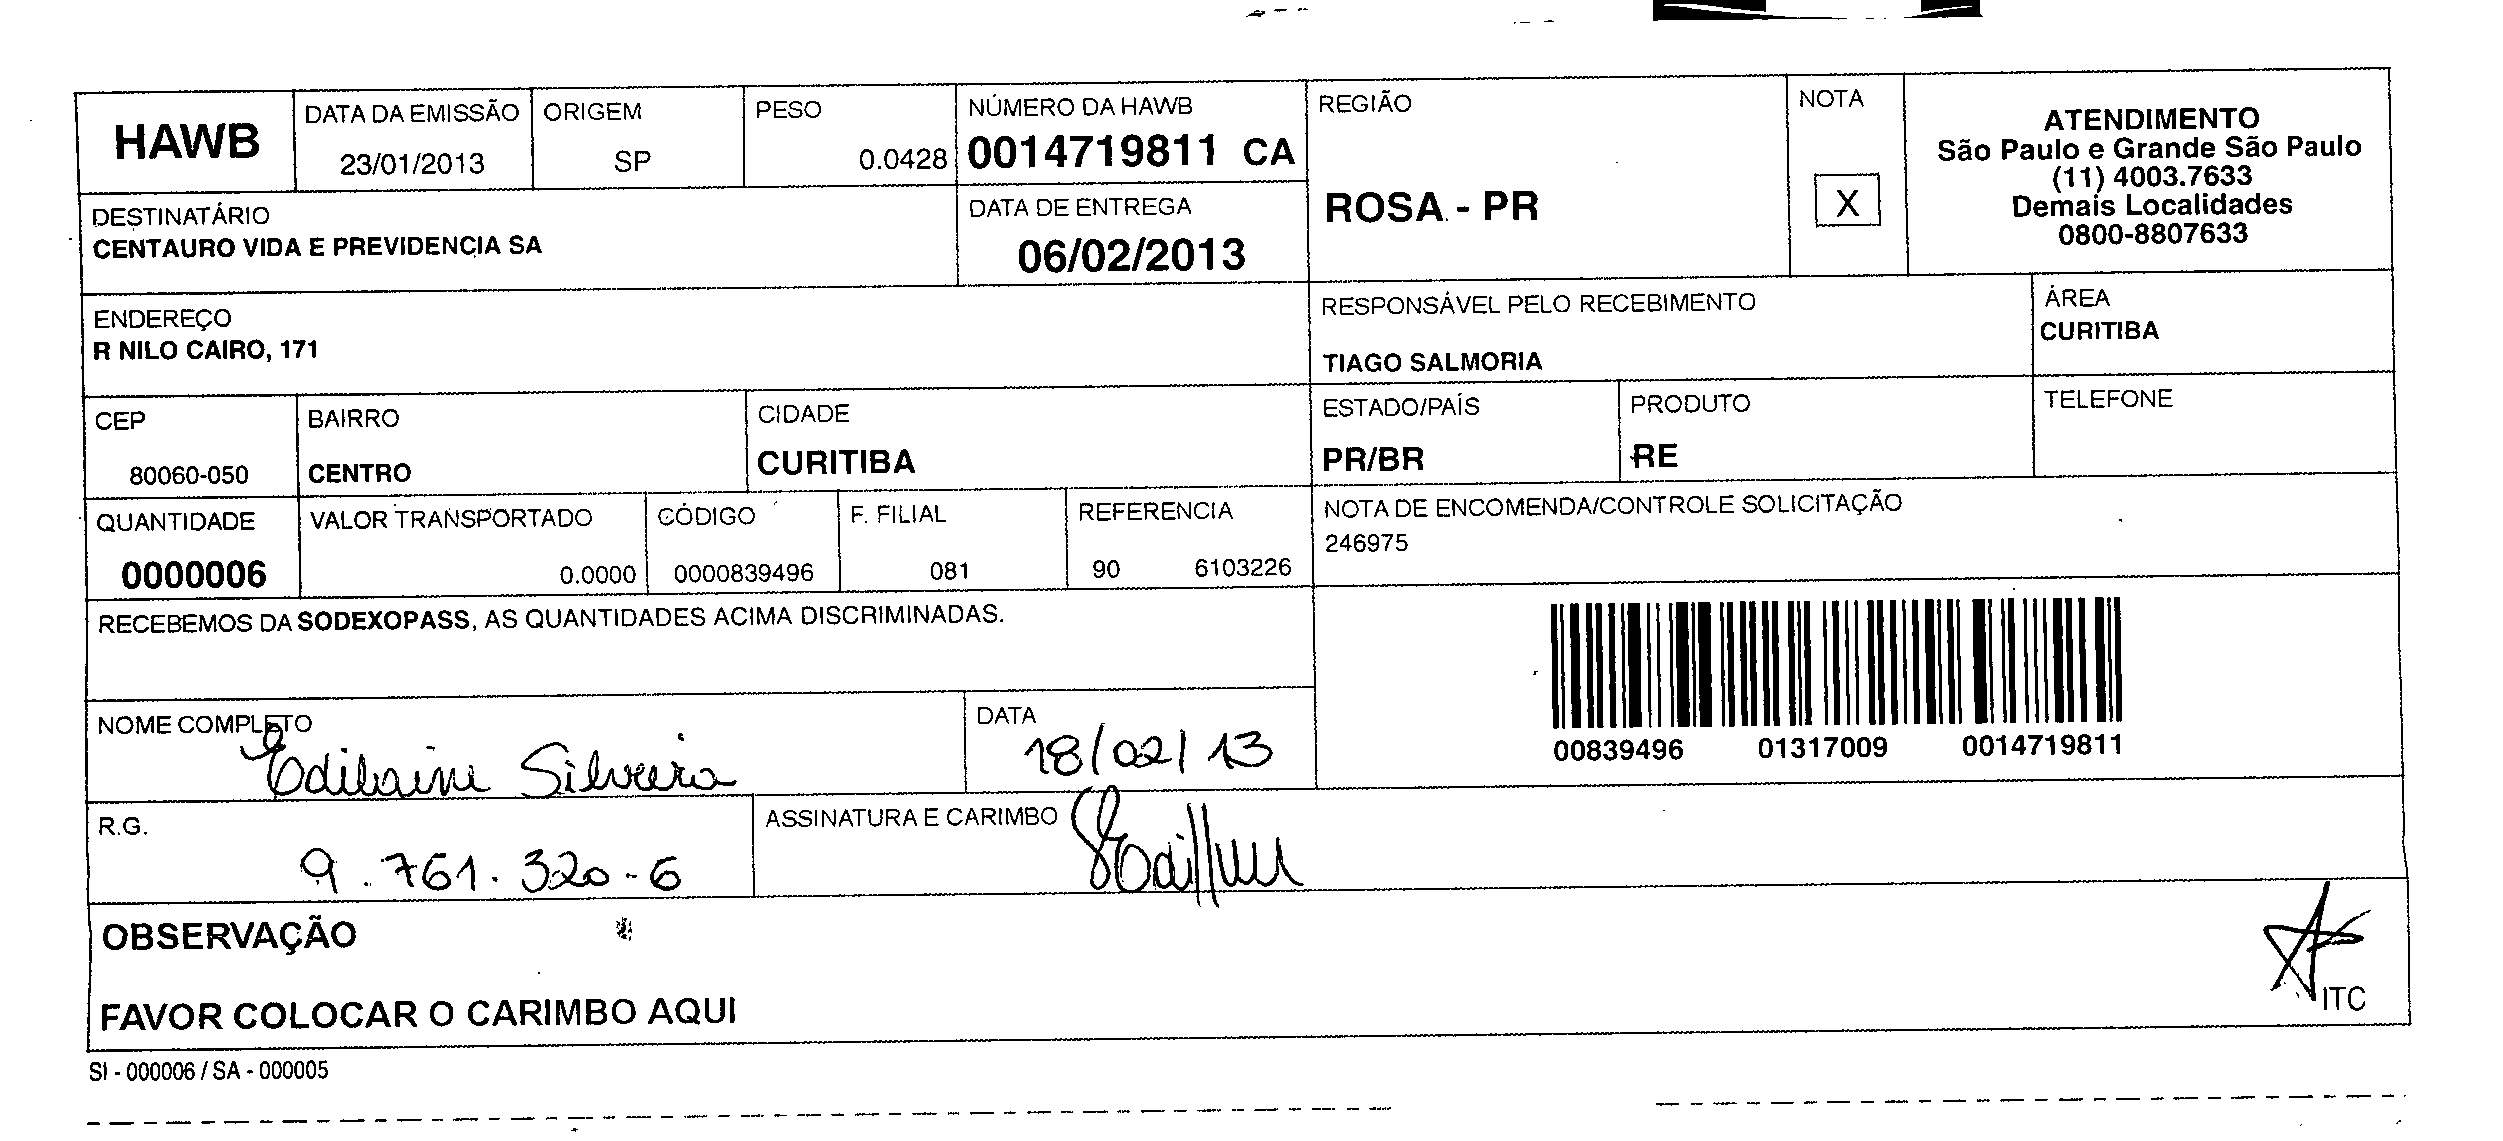 HAWB
DATA DA EMISSÃO
23/01/2013
ORIGEM
SP
PESO
0.0428
NÚMERO DA HAWB
0014719811 CA
REGIÃO
ROSA - PR
NOTA
X
ATENDIMENTO
São Paulo e Grande São Paulo
(11) 4003.7633
Demais Localidades
0800-8807633
DESTINATÁRIO
CENTAURO VIDA E PREVIDENCIA SA
DATA DE ENTREGA
06/02/2013
ENDEREÇO
R NILO CAIRO, 171
RESPONSÁVEL PELO RECEBIMENTO
TIAGO SALMORIA
ÁREA
CURITIBA
CEP
80060-050
BAIRRO
CENTRO
CIDADE
CURITIBA
ESTADO/PAÍS
PR/BR
PRODUTO
RE
TELEFONE
QUANTIDADE
0000006
VALOR TRANSPORTADO
0.0000
CÓDIGO
0000839496
F. FILIAL
081
REFERENCIA
90 6103226
NOTA DE ENCOMENDA/CONTROLE SOLICITAÇÃO
246975
RECEBEMOS DA SODEXOPASS, AS QUANTIDADES ACIMA DISCRIMINADAS.
00839496 01317009 0014719811
NOME COMPLETO
Edilaine Silveira
DATA
18/02/13
R.G.
9.761.320-6
ASSINATURA E CARIMBO
OBSERVAÇÃO
FAVOR COLOCAR O CARIMBO AQUI
ITC
SI - 000006 / SA - 000005